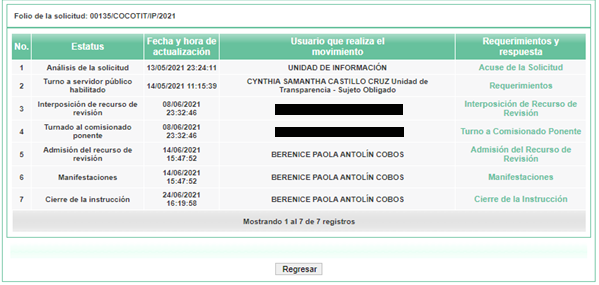 Folio de la solicitud: 00135/COCOTIT/IP/2021
No. Estatus Fecha y hora de actualización Usuario que realiza el movimiento Requerimientos y respuesta
1 Análisis de la solicitud 13/05/2021 23:24:11 UNIDAD DE INFORMACIÓN Acuse de la Solicitud
2 Turno a servidor público habilitado 14/05/2021 11:15:39 CYNTHIA SAMANTHA CASTILLO CRUZ Unidad de Transparencia - Sujeto Obligado Requerimientos
3 Interposición de recurso de revisión 08/06/2021 23:32:46 Interposición de Recurso de Revisión
4 Turnado al comisionado ponente 08/06/2021 23:32:46 Turno a Comisionado Ponente
5 Admisión del recurso de revisión 14/06/2021 15:47:52 BERENICE PAOLA ANTOLÍN COBOS Admisión del Recurso de Revisión
6 Manifestaciones 14/06/2021 15:47:52 BERENICE PAOLA ANTOLÍN COBOS Manifestaciones
7 Cierre de la instrucción 24/06/2021 16:19:58 BERENICE PAOLA ANTOLÍN COBOS Cierre de la Instrucción
Mostrando 1 al 7 de 7 registros
Regresar